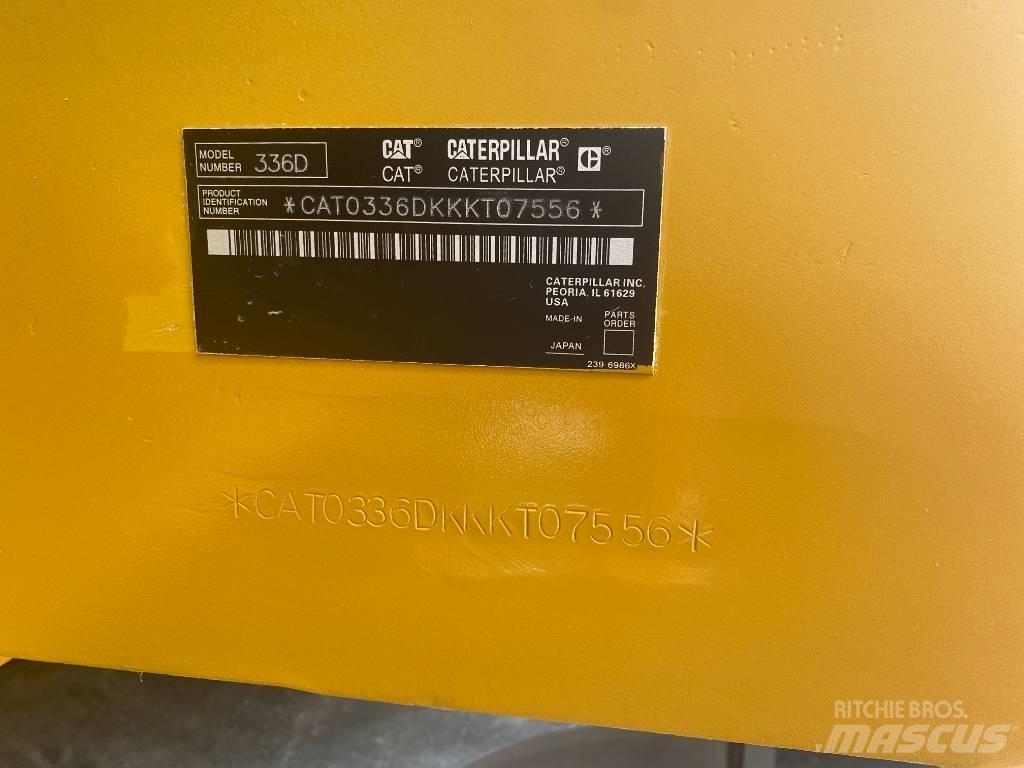 MODEL NUMBER 336D
CAT® CATERPILLAR® C®
CAT® CATERPILLAR®
PRODUCT IDENTIFICATION NUMBER
*CAT0336DKKKT07556*
CATERPILLAR INC.
PEORIA, IL 61629
USA
MADE IN
JAPAN
PARTS ORDER
239 6986X
*CAT0336DKKKT07556*
RITCHIE BROS.
MASCUS